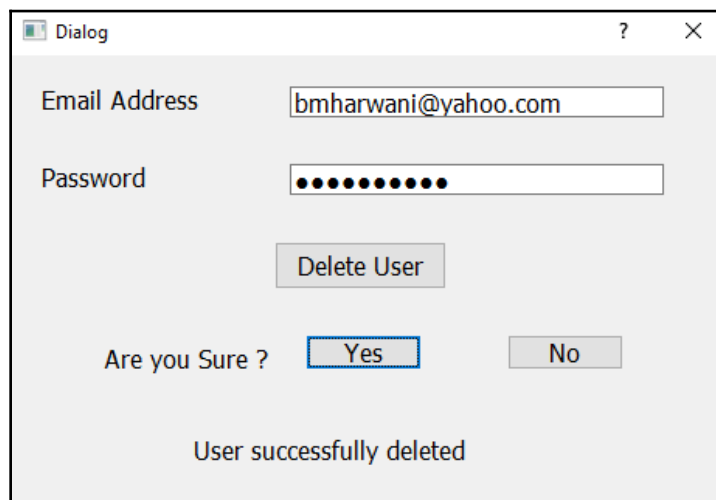 Dialog ?
Email Address bmharwani@yahoo.com
Password ●●●●●●●●●●
Delete User
Are you Sure ? Yes No
User successfully deleted